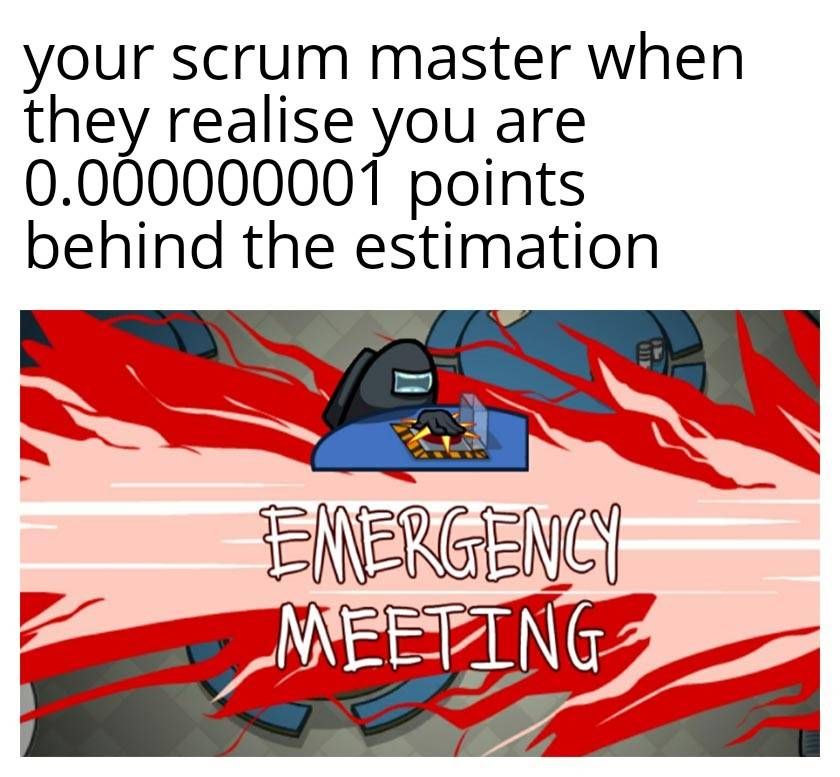 your scrum master when
they realise you are
0.000000001 points
behind the estimation
EMERGENCY
MEETING